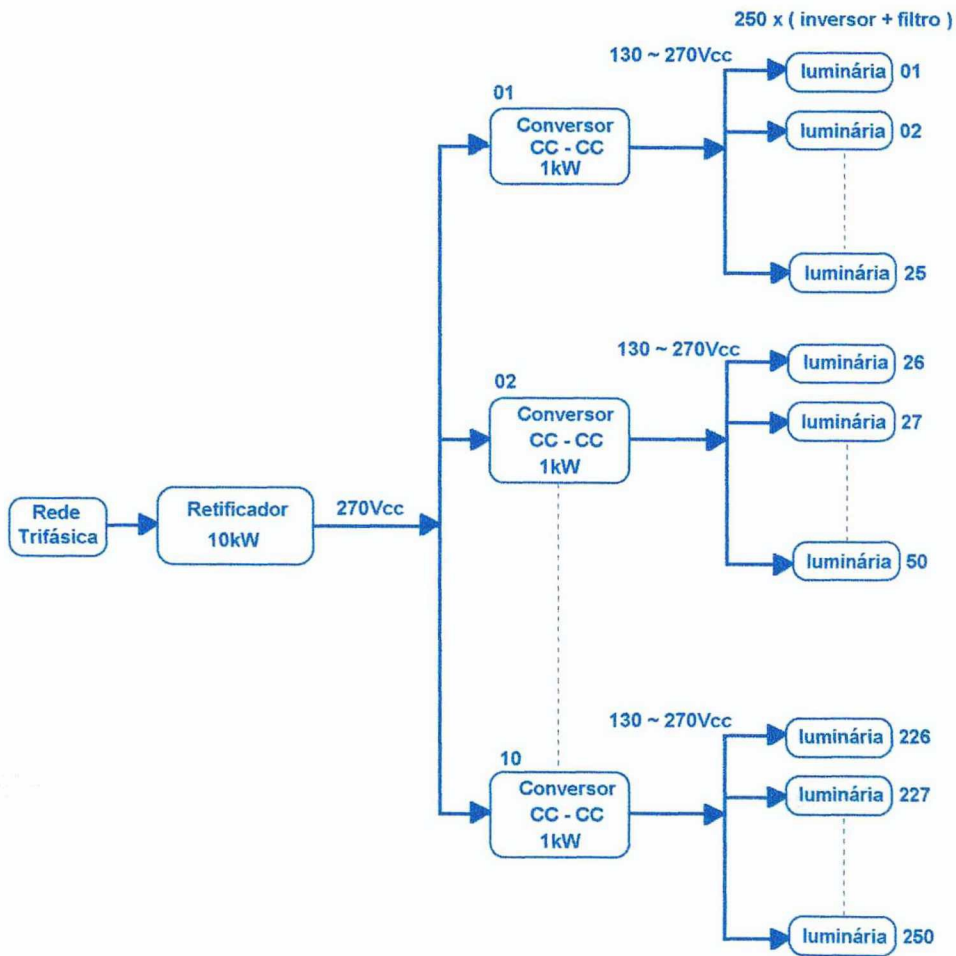 250 x ( inversor + filtro )
130 ~ 270Vcc
luminária 01
01
Conversor
CC - CC
1kW
luminária 02
luminária 25
130 ~ 270Vcc
luminária 26
02
Conversor
CC - CC
1kW
luminária 27
Rede
Trifásica
Retificador
10kW
270Vcc
luminária 50
130 ~ 270Vcc
luminária 226
10
Conversor
CC - CC
1kW
luminária 227
luminária 250